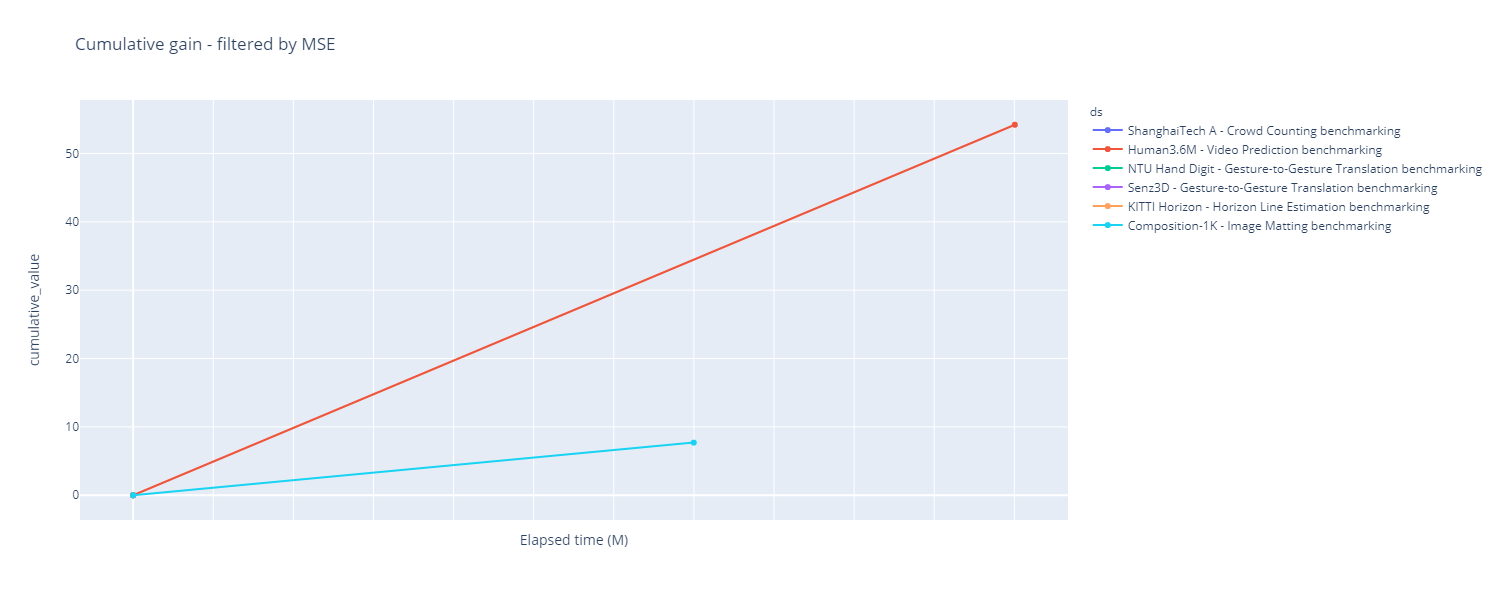 Cumulative gain - filtered by MSE
ds
ShanghaiTech A - Crowd Counting benchmarking
Human3.6M - Video Prediction benchmarking
NTU Hand Digit - Gesture-to-Gesture Translation benchmarking
Senz3D - Gesture-to-Gesture Translation benchmarking
KITTI Horizon - Horizon Line Estimation benchmarking
Composition-1K - Image Matting benchmarking
50
40
30
20
10
0
cumulative_value
Elapsed time (M)